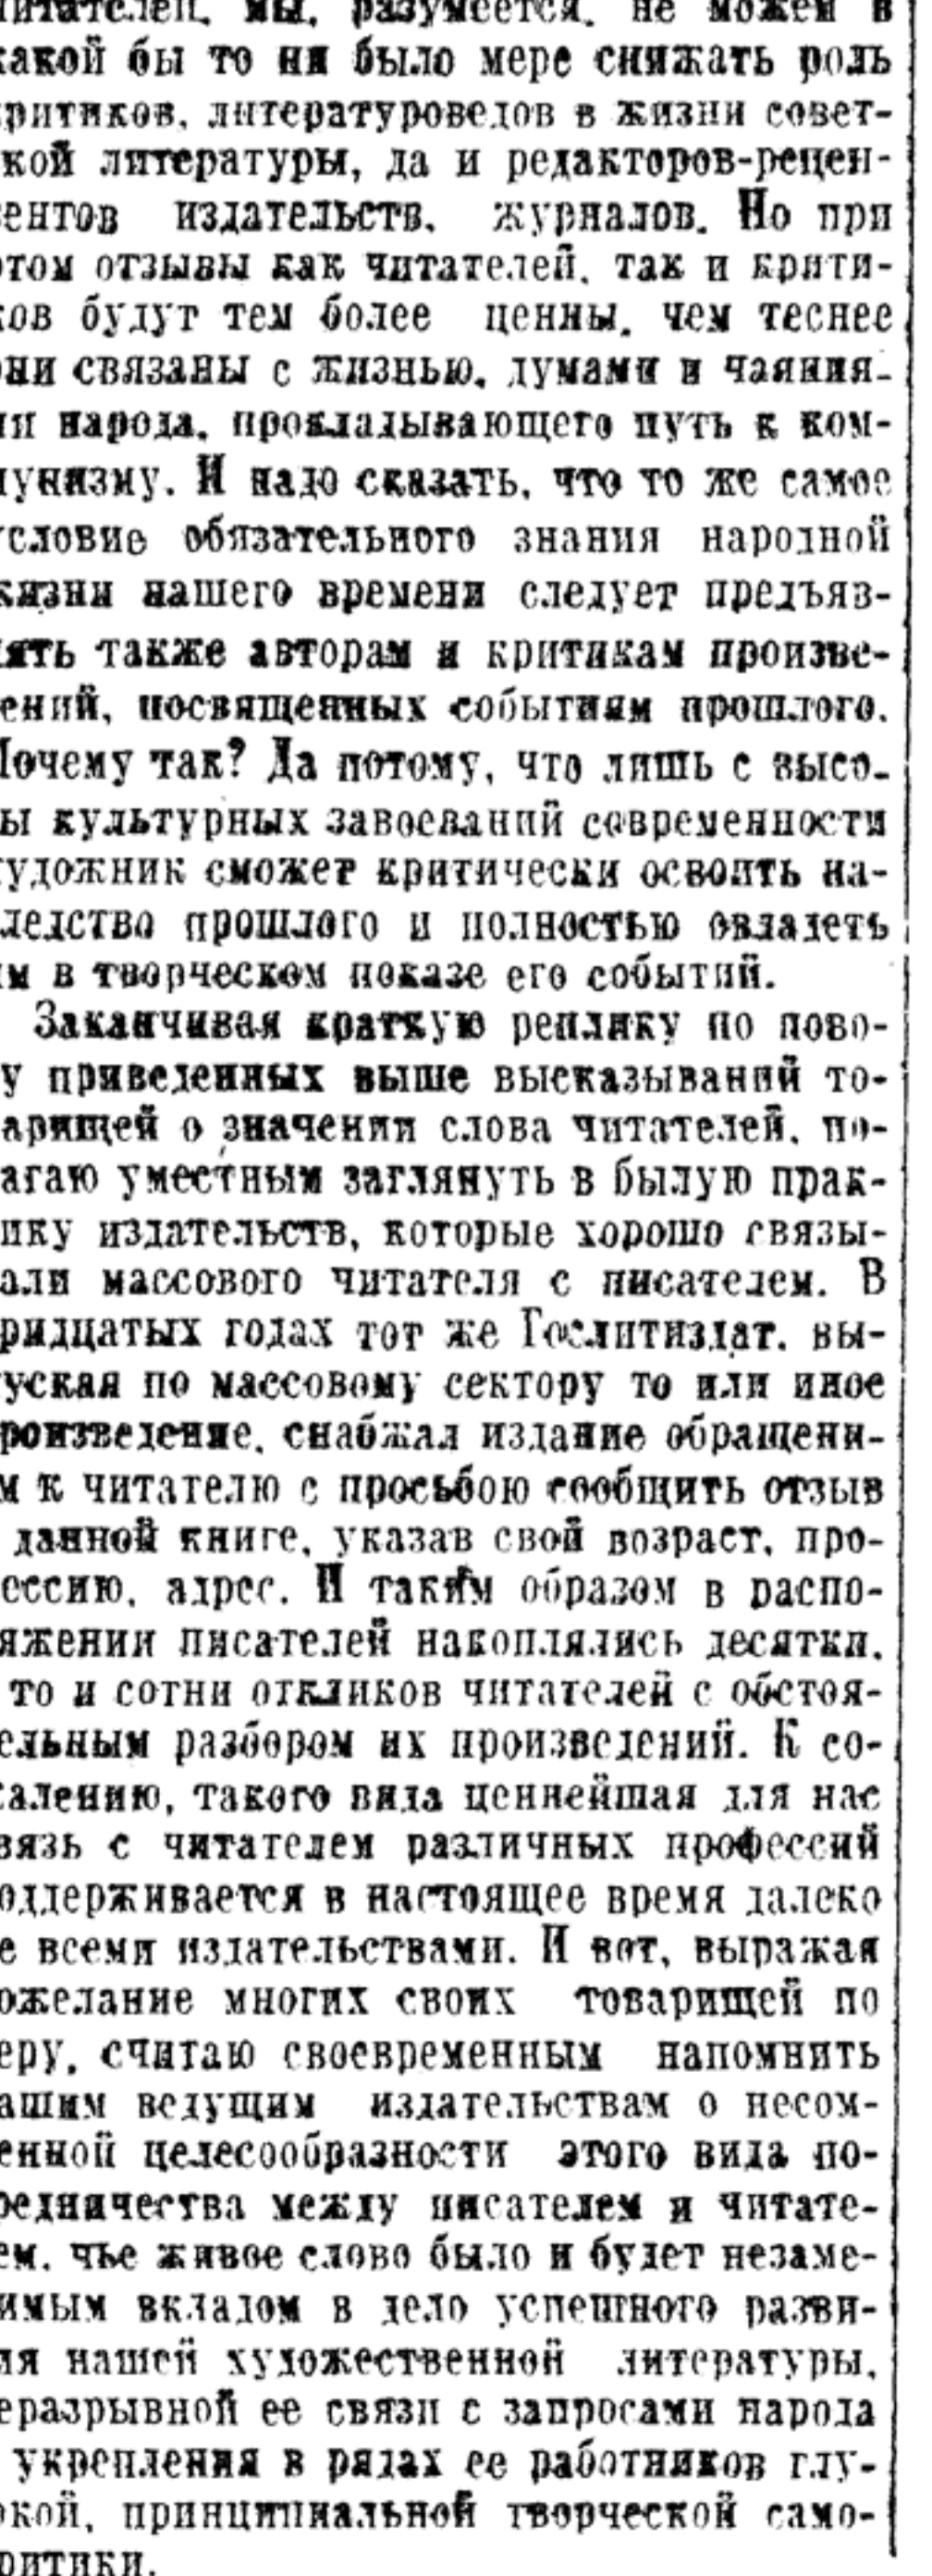 читателей, мы, разумеется, не можем в
какой бы то ни было мере снижать роль
критиков, литературоведов в жизни совет-
ской литературы, да и редакторов-рецен-
зентов издательств, журналов. Но при
этом отзывы как читателей, так и крити-
ков будут тем более ценны, чем теснее
они связаны с жизнью, думами и чаяния-
ми народа, прокладывающего путь к ком-
мунизму. И надо сказать, что то же самое
условие обязательного знания народной
жизни нашего времени следует предъяв-
лять также авторам и критикам произве-
дений, посвященных событиям прошлого.
Почему так? Да потому, что лишь с высо-
ты культурных завоеваний современности
художник сможет критически освоить на-
следство прошлого и полностью овладеть
им в творческом показе его событий.
Заканчивая краткую реплику по пово-
ду приведенных выше высказываний то-
варищей о значении слова читателей, по-
лагаю уместным заглянуть в былую прак-
тику издательств, которые хорошо связы-
вали массового читателя с писателем. В
тридцатых годах тот же Гослитиздат, вы-
пуская по массовому сектору то или иное
произведение, снабжал издание обращени-
ем к читателю с просьбою сообщить отзыв
данной книге, указав свой возраст, про-
фессию, адрес. И таким образом в распо-
ряжении писателей накоплялись десятки,
то и сотни откликов читателей с обстоя-
тельным разбором их произведений. К со-
жалению, такого вида ценнейшая для нас
связь с читателем различных профессий
поддерживается в настоящее время далеко
не всеми издательствами. И вот, выражая
пожелание многих своих товарищей по
перу, считаю своевременным напомнить
нашим ведущим издательствам о несом-
ненной целесообразности этого вида по-
средничества между писателем и читате-
лем, чье живое слово было и будет незаме-
нимым вкладом в дело успешного разви-
тия нашей художественной литературы,
неразрывной ее связи с запросами народа
укрепления в рядах ее работников глу-
бокой, принципиальной творческой само-
критики.